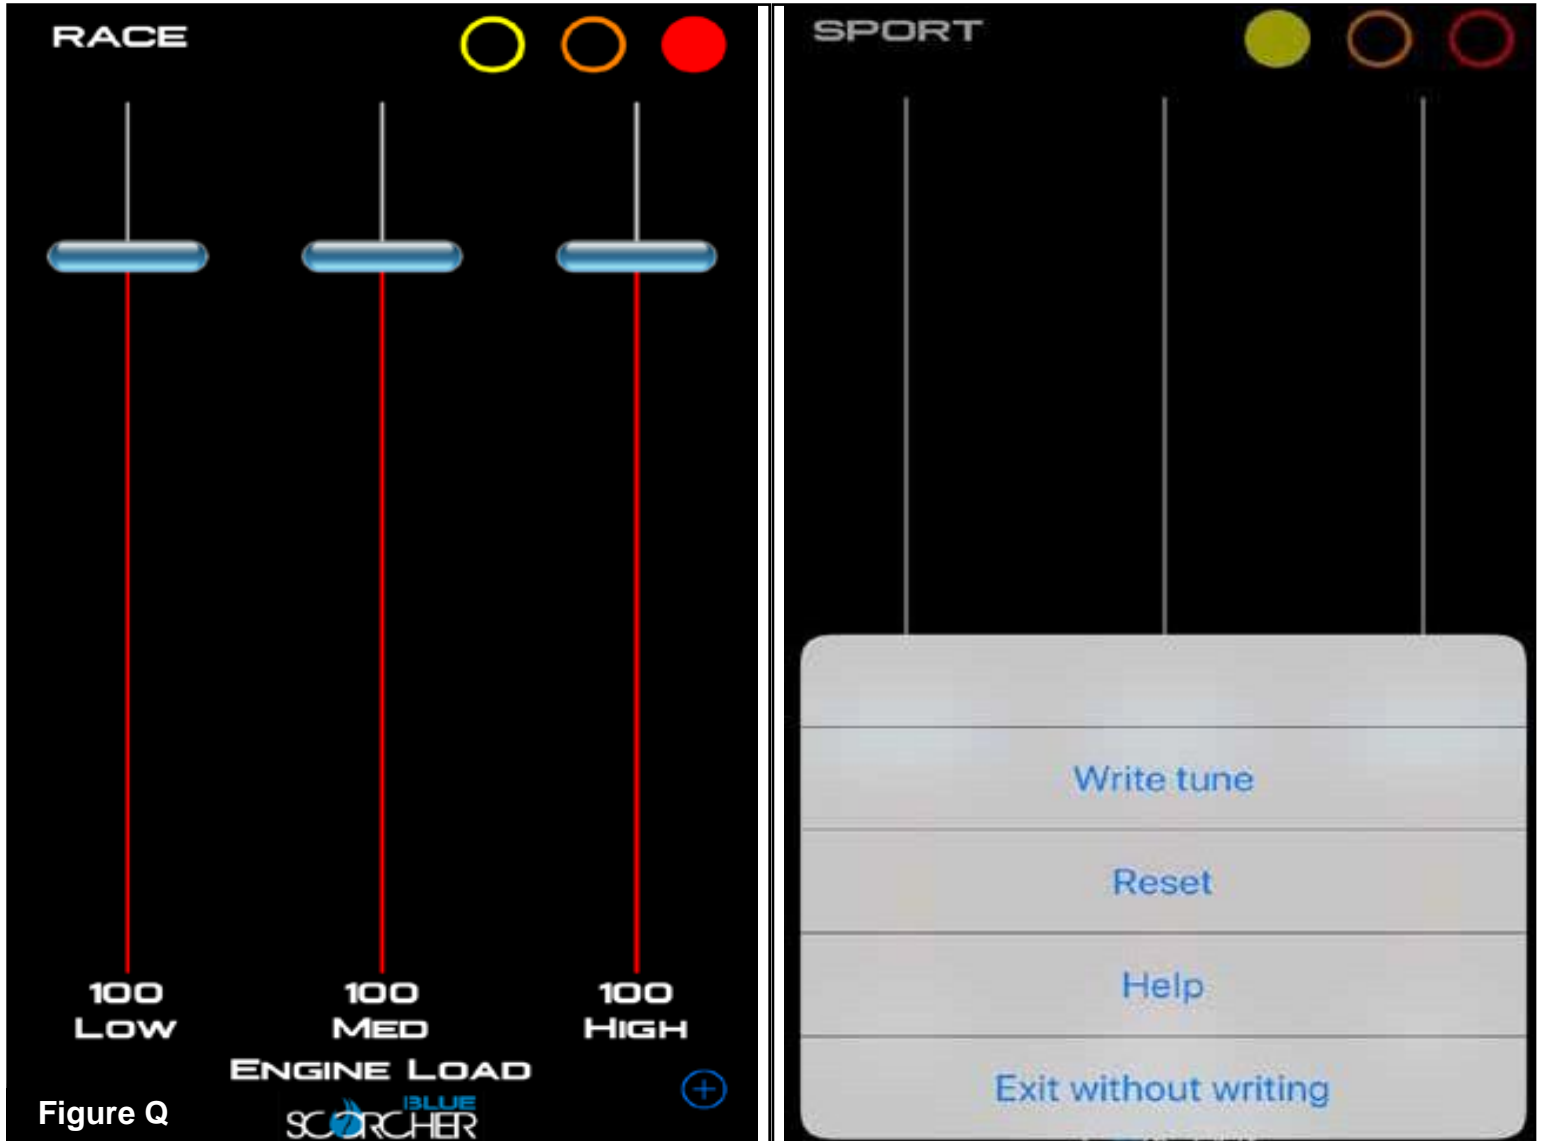 RACE
100 100 100
LOW MED HIGH
ENGINE LOAD
Figure Q
BLUE
SCORCHER
SPORT
Write tune
Reset
Help
Exit without writing